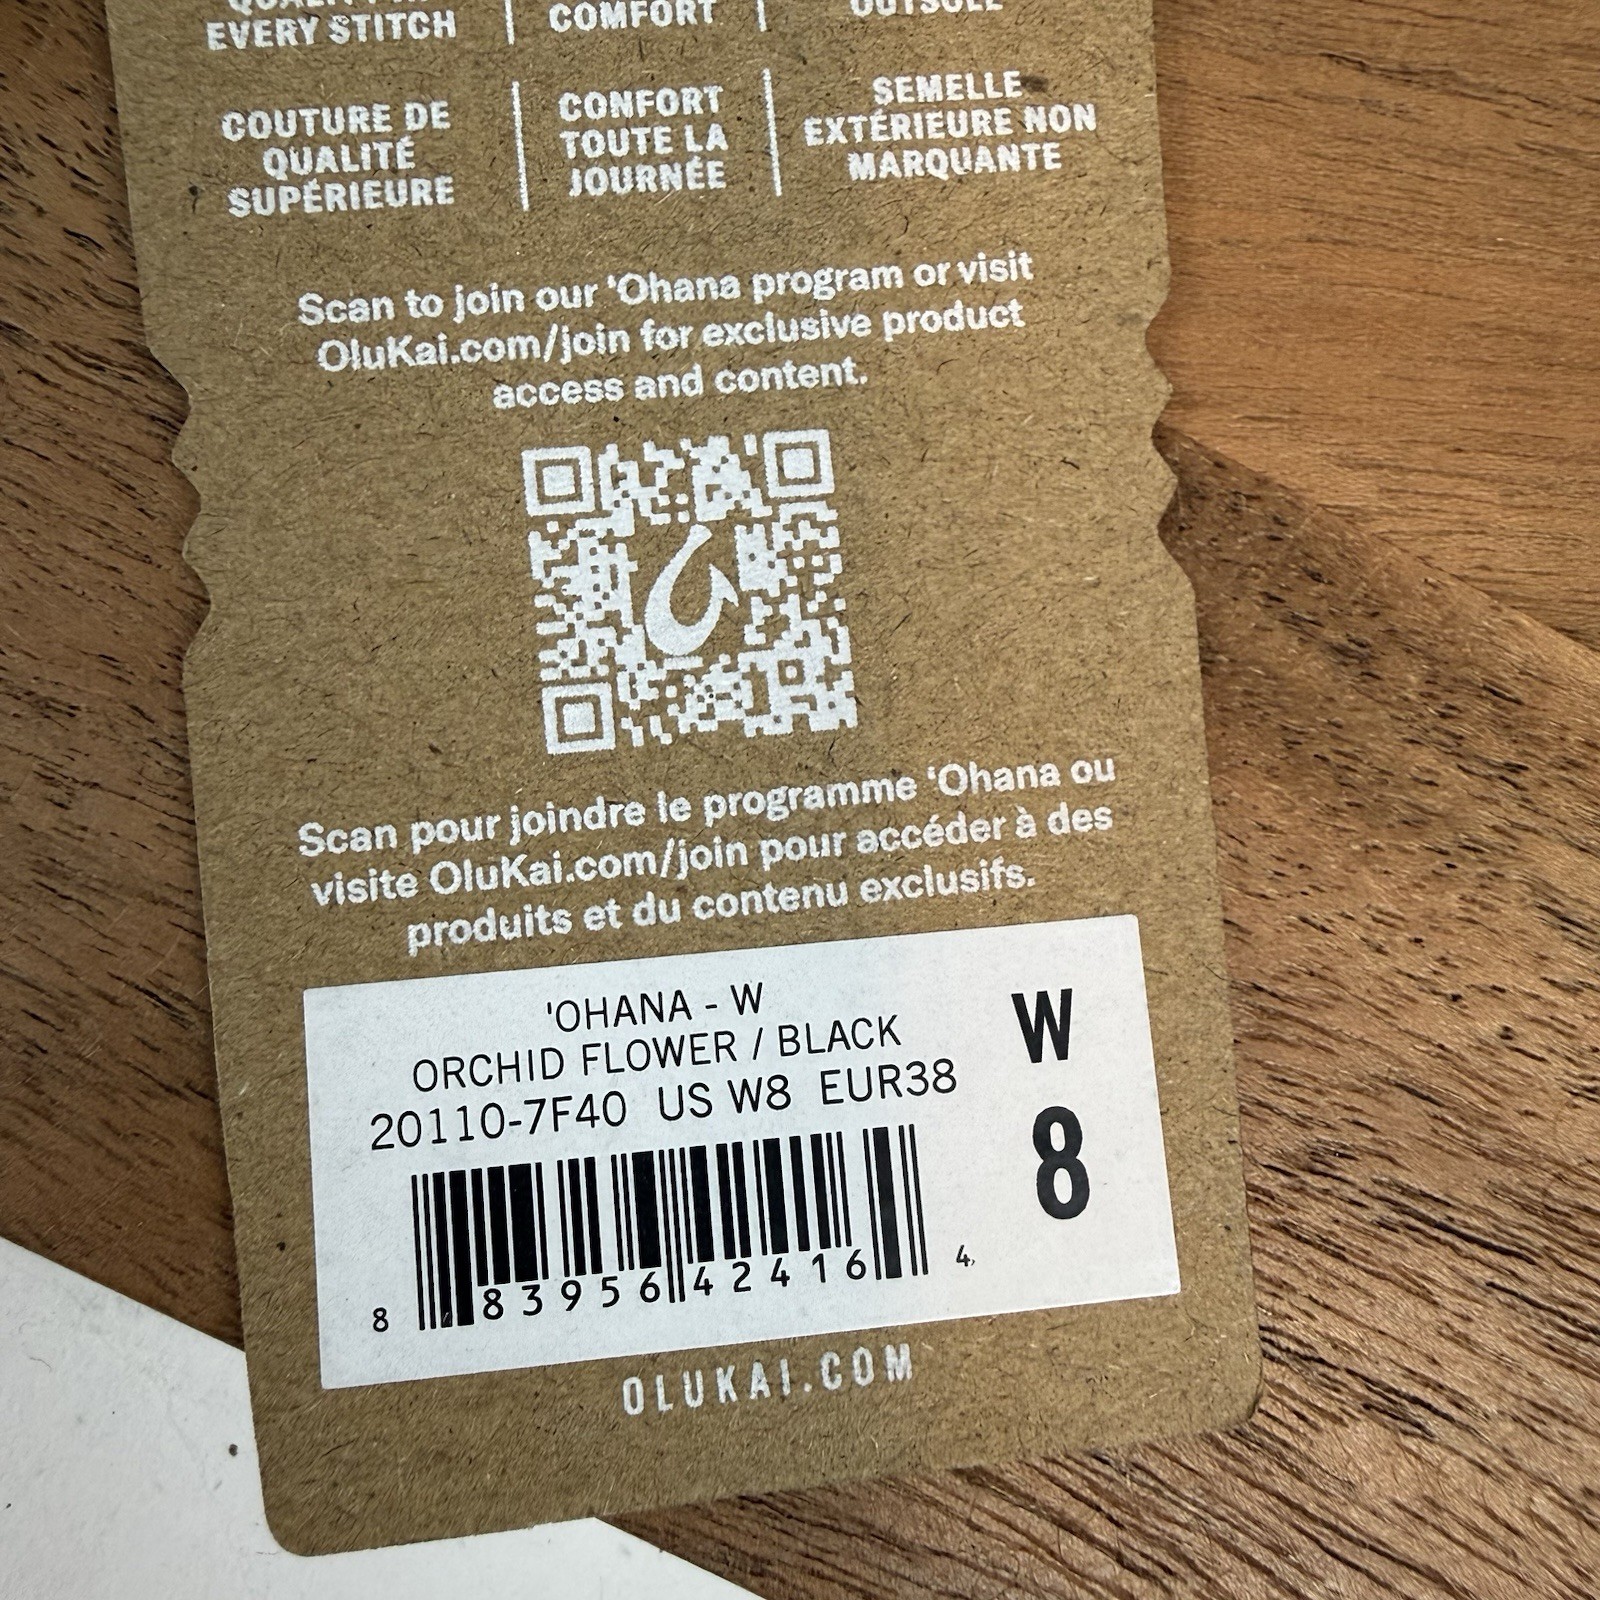 QUALITY IN
EVERY STITCH
COMFORT
OUTSOLE
COUTURE DE
QUALITÉ
SUPÉRIEURE
CONFORT
TOUTE LA
JOURNÉE
SEMELLE
EXTÉRIEURE NON
MARQUANTE
Scan to join our 'Ohana program or visit
OluKai.com/join for exclusive product
access and content.
Scan pour joindre le programme 'Ohana ou
visite OluKai.com/join pour accéder à des
produits et du contenu exclusifs.
'OHANA - W
ORCHID FLOWER / BLACK
20110-7F40 US W8 EUR38
W
8
8 83956 42416 4
OLUKAI.COM